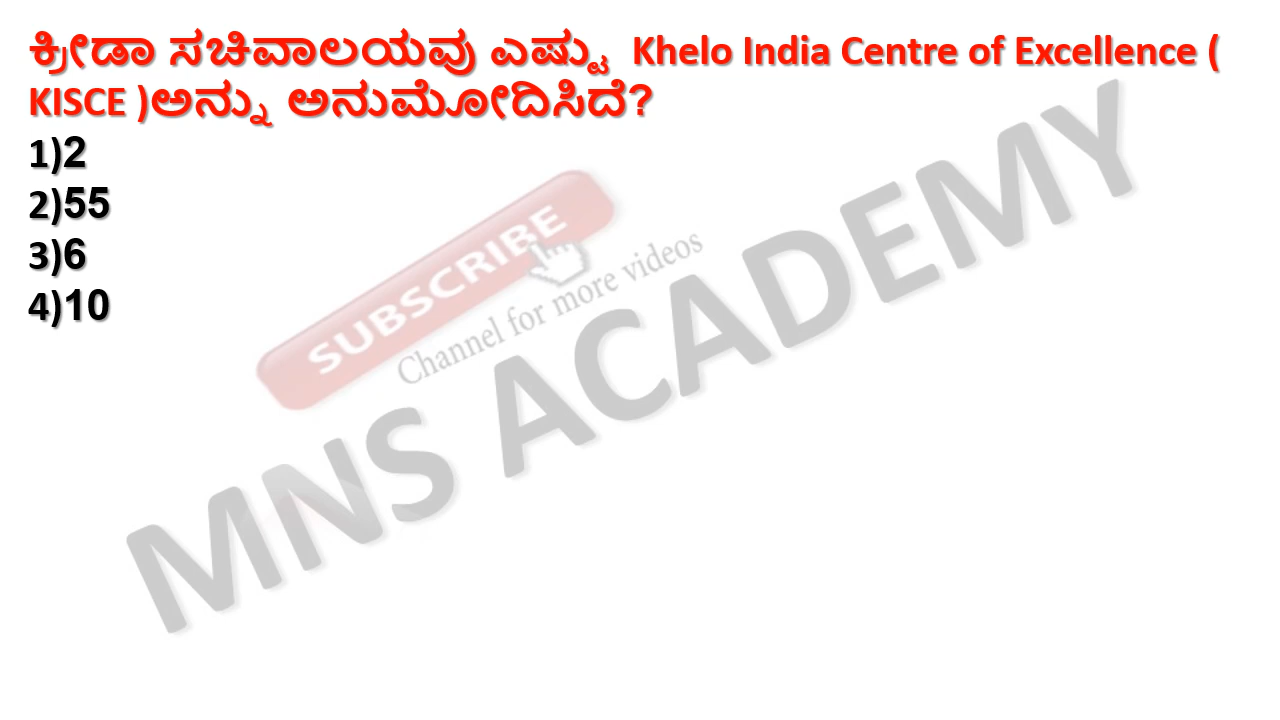 ಕ್ರೀಡಾ ಸಚಿವಾಲಯವು ಎಷ್ಟು Khelo India Centre of Excellence (
KISCE )ಅನ್ನು ಅನುಮೋದಿಸಿದೆ?
1)2
2)55
3)6
4)10
SUBSCRIBE
Channel for more videos
MNS ACADEMY